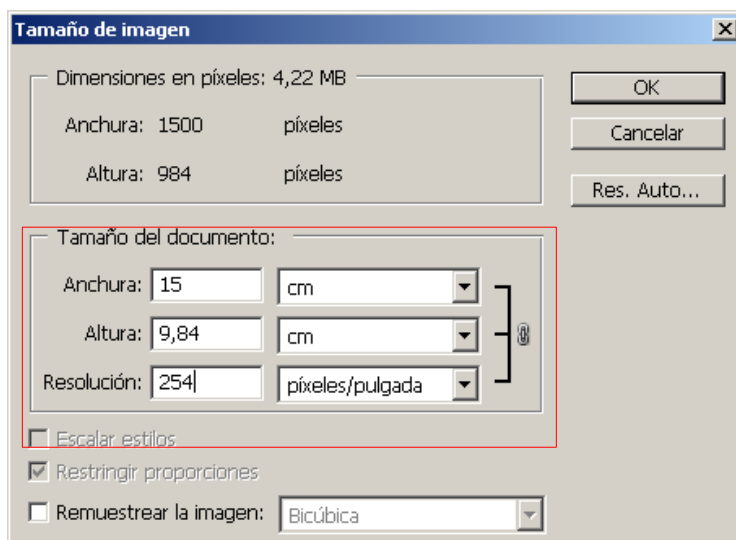 Tamaño de imagen
Dimensiones en píxeles: 4,22 MB
OK
Anchura: 1500 píxeles
Cancelar
Altura: 984 píxeles
Res. Auto...
Tamaño del documento:
Anchura: 15 cm
Altura: 9,84 cm
Resolución: 254 píxeles/pulgada
Escalar estilos
Restringir proporciones
Remuestrear la imagen: Bicúbica